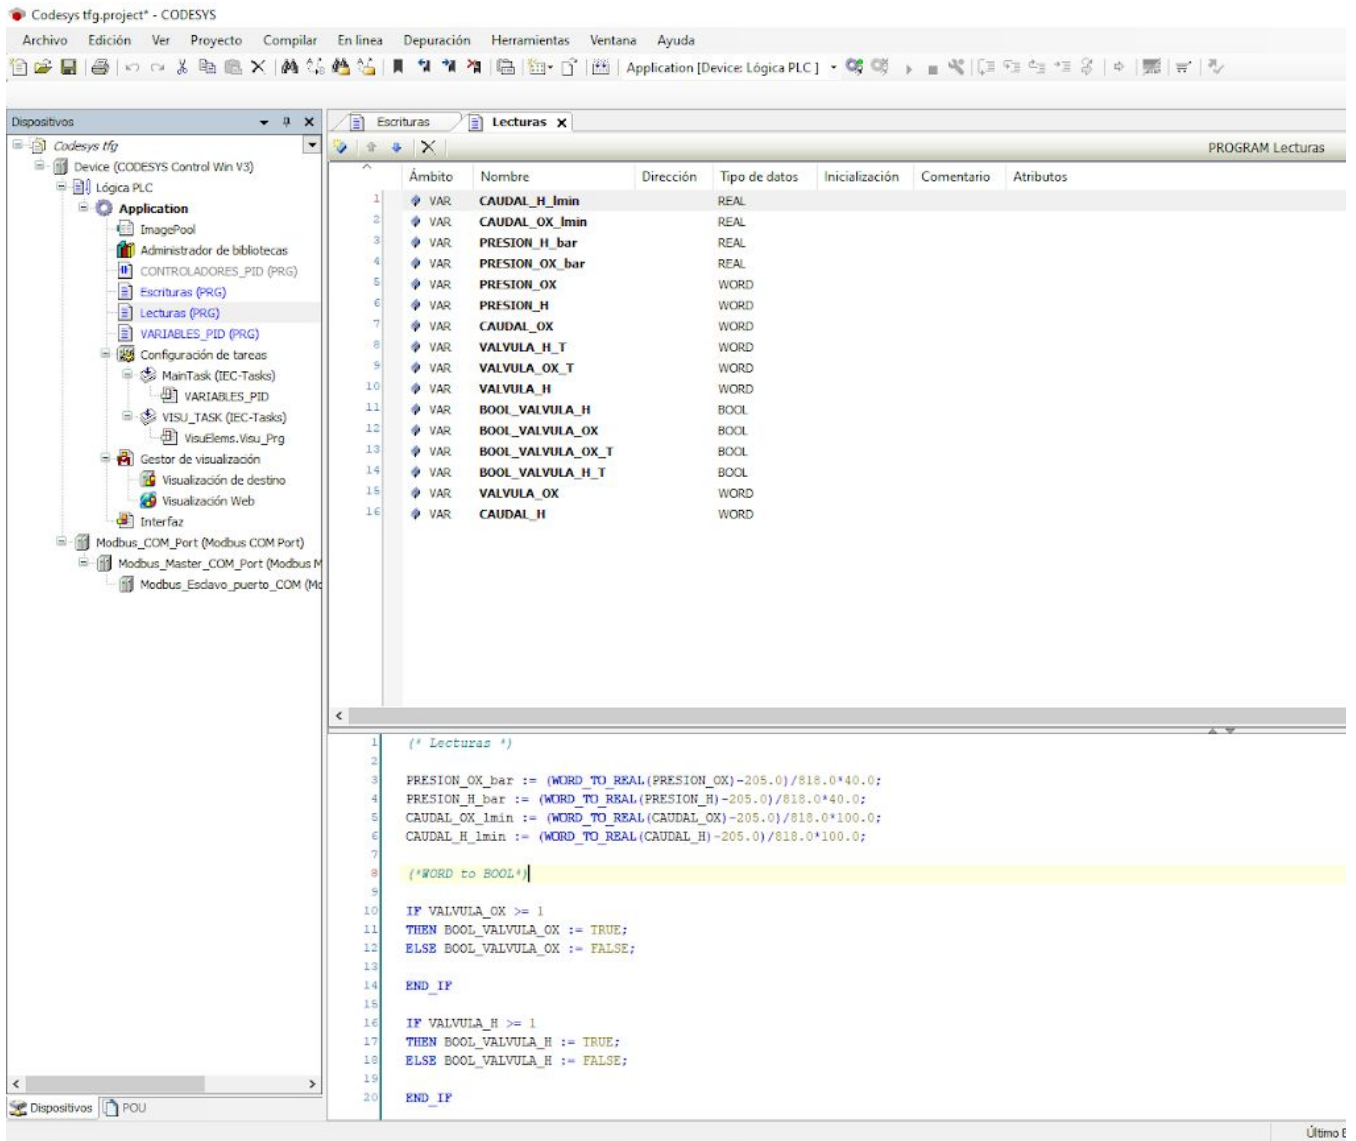 Codesys tfg.project* - CODESYS
Archivo Edición Ver Proyecto Compilar En linea Depuración Herramientas Ventana Ayuda
Application [Device: Lógica PLC]
Dispositivos
Codesys tfg
Device (CODESYS Control Win V3)
Lógica PLC
Application
ImagePool
Administrador de bibliotecas
CONTROLADORES_PID (PRG)
Escrituras (PRG)
Lecturas (PRG)
VARIABLES_PID (PRG)
Configuración de tareas
MainTask (IEC-Tasks)
VARIABLES_PID
VISU_TASK (IEC-Tasks)
VisuElems.Visu_Prg
Gestor de visualización
Visualización de destino
Visualización Web
Interfaz
Modbus_COM_Port (Modbus COM Port)
Modbus_Master_COM_Port (Modbus M
Modbus_Esclavo_puerto_COM (Mo
Dispositivos POU
Escrituras Lecturas
PROGRAM Lecturas
Ámbito Nombre Dirección Tipo de datos Inicialización Comentario Atributos
1 VAR CAUDAL_H_lmin REAL
2 VAR CAUDAL_OX_lmin REAL
3 VAR PRESION_H_bar REAL
4 VAR PRESION_OX_bar REAL
5 VAR PRESION_OX WORD
6 VAR PRESION_H WORD
7 VAR CAUDAL_OX WORD
8 VAR VALVULA_H_T WORD
9 VAR VALVULA_OX_T WORD
10 VAR VALVULA_H WORD
11 VAR BOOL_VALVULA_H BOOL
12 VAR BOOL_VALVULA_OX BOOL
13 VAR BOOL_VALVULA_OX_T BOOL
14 VAR BOOL_VALVULA_H_T BOOL
15 VAR VALVULA_OX WORD
16 VAR CAUDAL_H WORD
1 (* Lecturas *)
2
3 PRESION_OX_bar := (WORD_TO_REAL(PRESION_OX)-205.0)/818.0*40.0;
4 PRESION_H_bar := (WORD_TO_REAL(PRESION_H)-205.0)/818.0*40.0;
5 CAUDAL_OX_lmin := (WORD_TO_REAL(CAUDAL_OX)-205.0)/818.0*100.0;
6 CAUDAL_H_lmin := (WORD_TO_REAL(CAUDAL_H)-205.0)/818.0*100.0;
7
8 (*WORD to BOOL*)
9
10 IF VALVULA_OX >= 1
11 THEN BOOL_VALVULA_OX := TRUE;
12 ELSE BOOL_VALVULA_OX := FALSE;
13
14 END_IF
15
16 IF VALVULA_H >= 1
17 THEN BOOL_VALVULA_H := TRUE;
18 ELSE BOOL_VALVULA_H := FALSE;
19
20 END_IF
Último